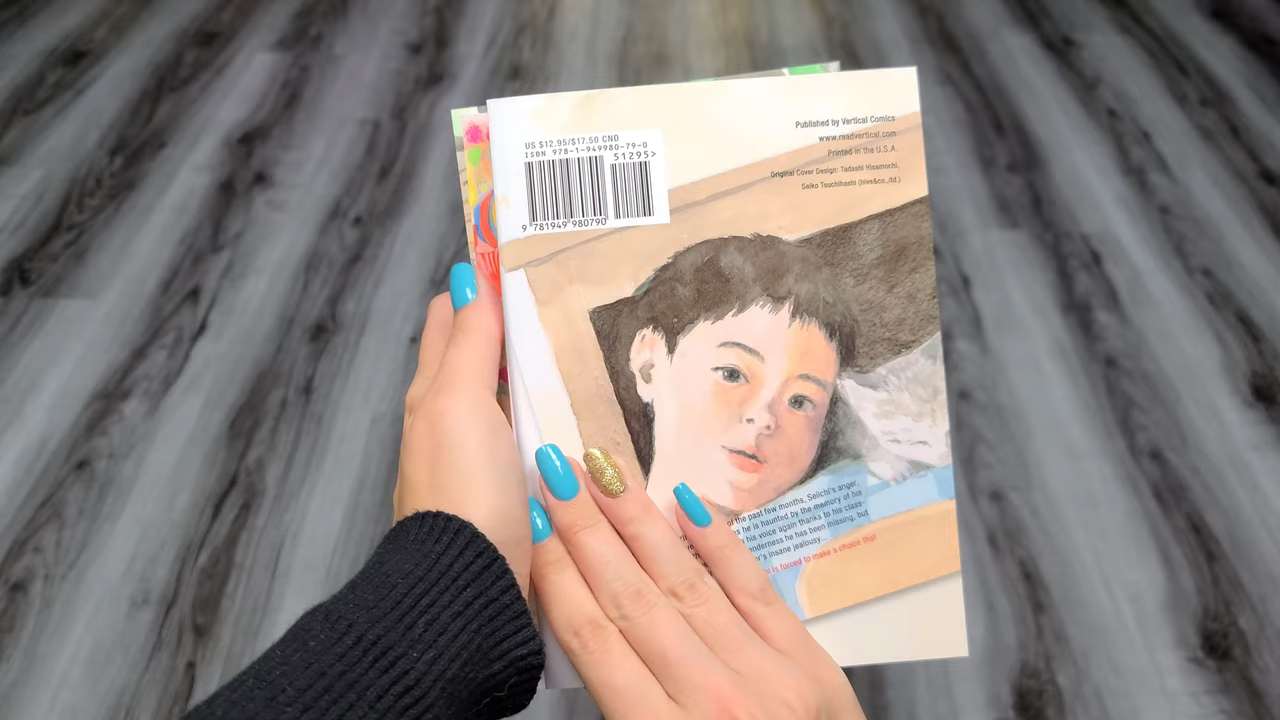 US $12.95/$17.50 CND
ISBN 978-1-949980-79-0
51295>
9 781949 980790
Published by Vertical Comics
www.readvertical.com
Printed in the U.S.A.
Original Cover Design: Tadashi Hisamochi,
Seiko Tsuchihashi (hive&co.,ltd.)
of the past few months, Seiichi's anger,
as he is haunted by the memory of his
his voice again thanks to his class-
he has been missing, but
insane jealousy...
is forced to make a choice that